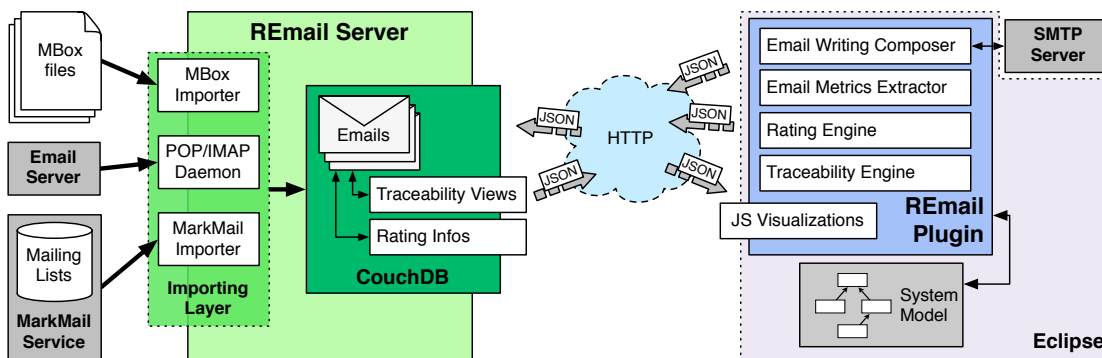 MBox
files
Email
Server
Mailing
Lists
MarkMail
Service
REmail Server
MBox
Importer
POP/IMAP
Daemon
MarkMail
Importer
Importing
Layer
Emails
Traceability Views
Rating Infos
CouchDB
HTTP
JSON
JSON
JSON
JSON
JSON
Email Writing Composer
Email Metrics Extractor
Rating Engine
Traceability Engine
JS Visualizations
REmail
Plugin
SMTP
Server
System
Model
Eclipse